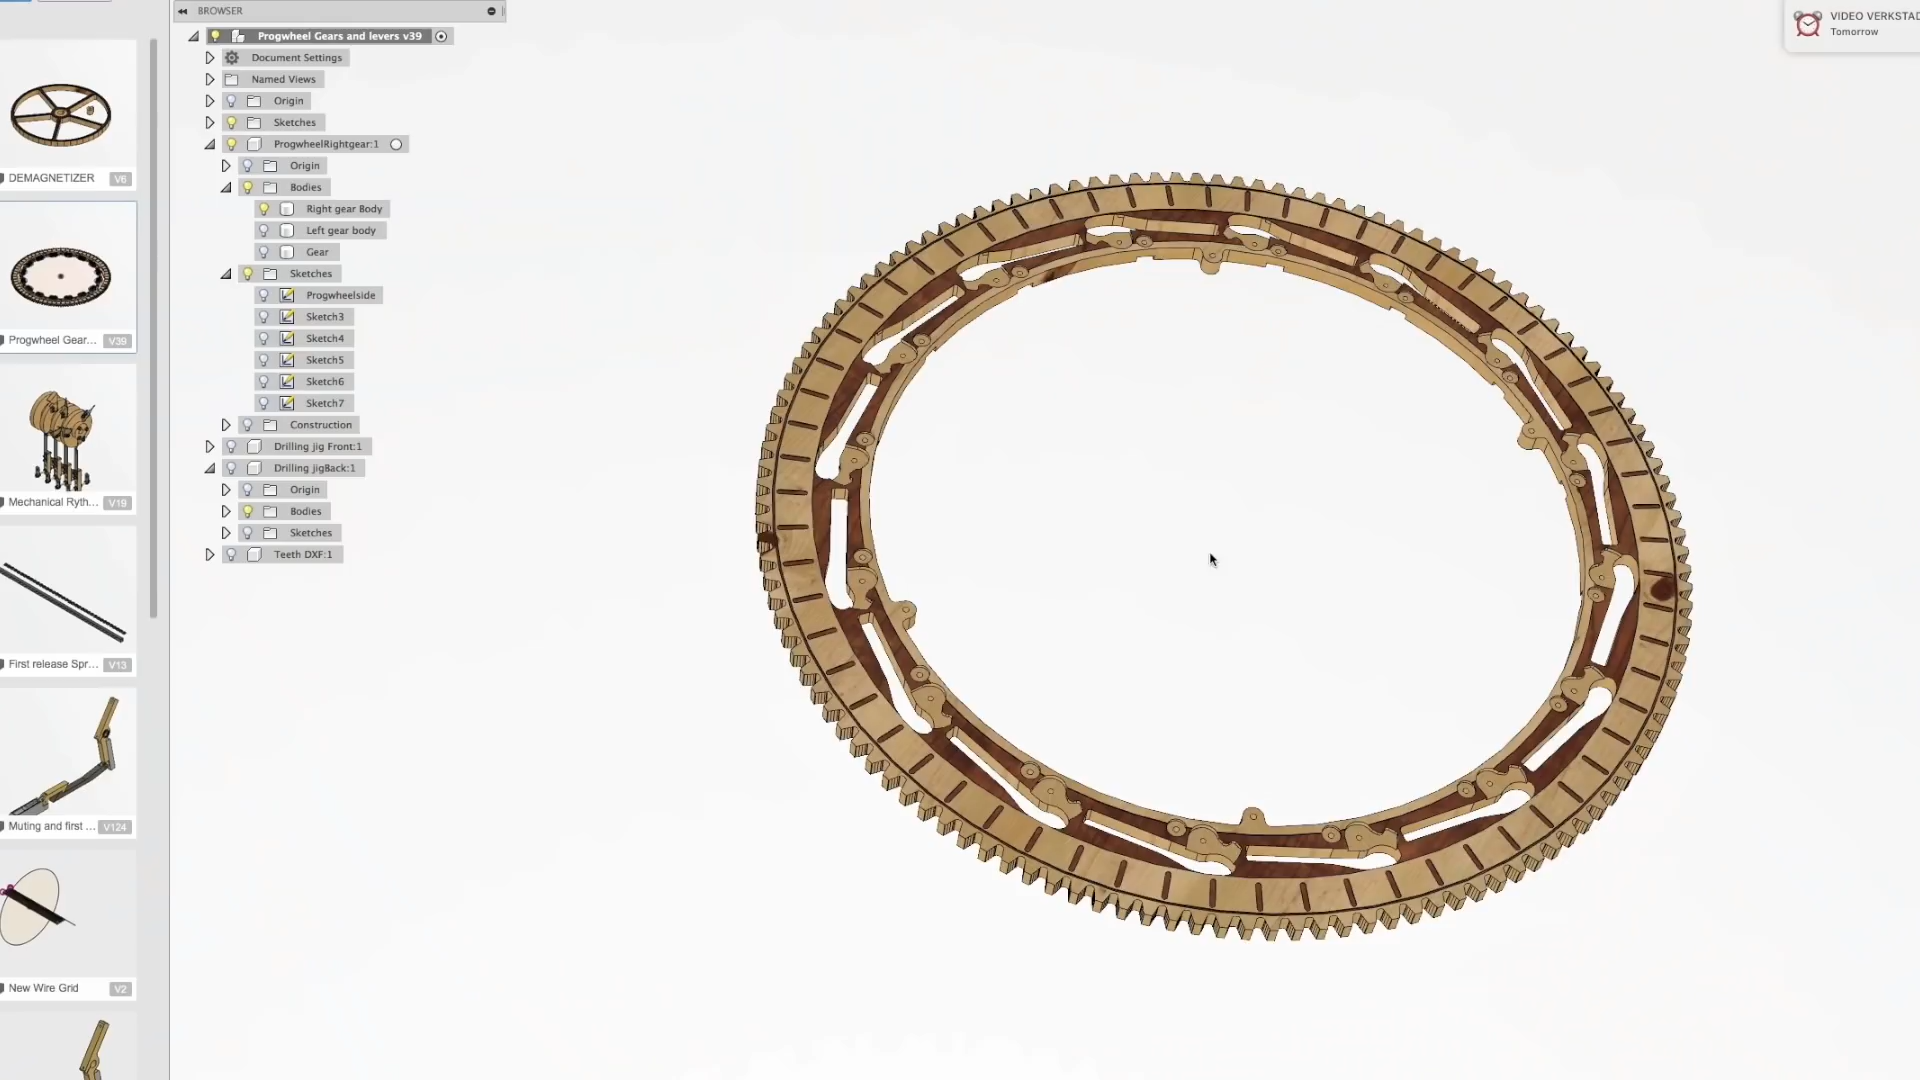 BROWSER
Progwheel Gears and levers v39
Document Settings
Named Views
Origin
Sketches
ProgwheelRightgear:1
Origin
Bodies
Right gear Body
Left gear body
Gear
Sketches
Progwheelside
Sketch3
Sketch4
Sketch5
Sketch6
Sketch7
Construction
Drilling jig Front:1
Drilling jigBack:1
Origin
Bodies
Sketches
Teeth DXF:1
DEMAGNETIZER V6
Progwheel Gear... V39
Mechanical Ryth... V19
First release Spr... V13
Muting and first ... V124
New Wire Grid V2
VIDEO VERKSTAD
Tomorrow